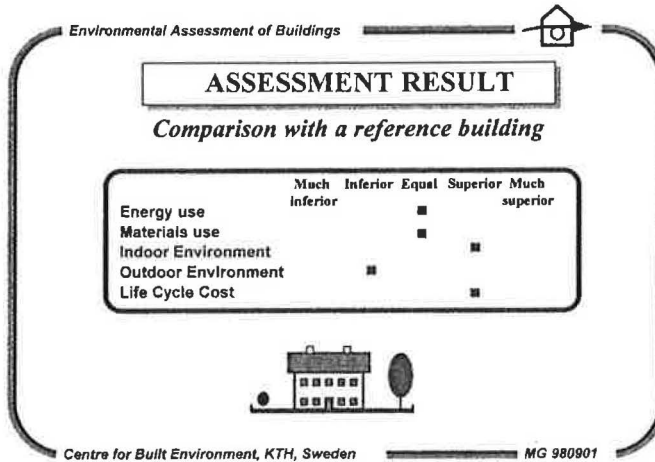 Environmental Assessment of Buildings
ASSESSMENT RESULT
Comparison with a reference building
Much inferior Inferior Equal Superior Much superior
Energy use
Materials use
Indoor Environment
Outdoor Environment
Life Cycle Cost
Centre for Built Environment, KTH, Sweden MG 980901